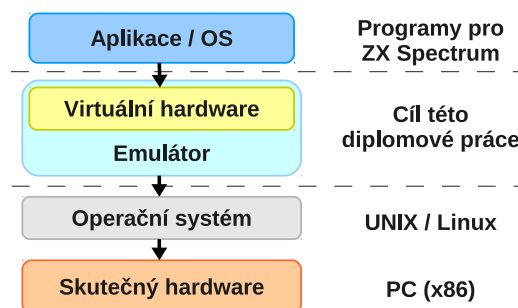 Aplikace / OS
Programy pro
ZX Spectrum
Virtuální hardware
Emulátor
Cíl této
diplomové práce
Operační systém
UNIX / Linux
Skutečný hardware
PC (x86)